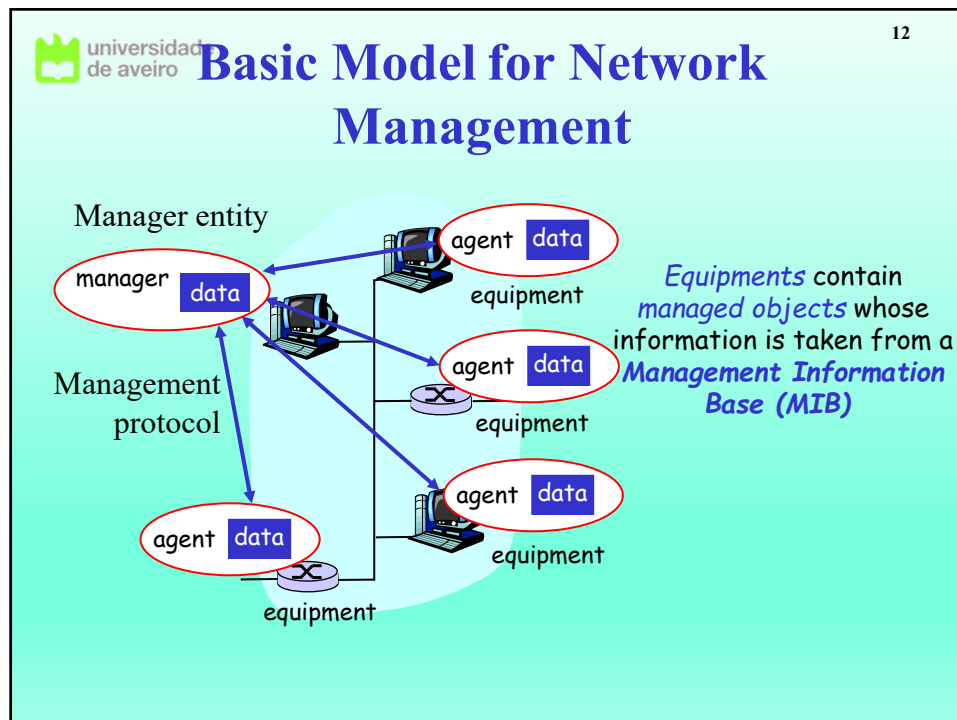 12
universidade
de aveiro
Basic Model for Network
Management
Manager entity
manager
data
agent data
equipment
Equipments contain
managed objects whose
information is taken from a
Management Information
Base (MIB)
agent data
equipment
Management
protocol
agent data
equipment
agent data
equipment